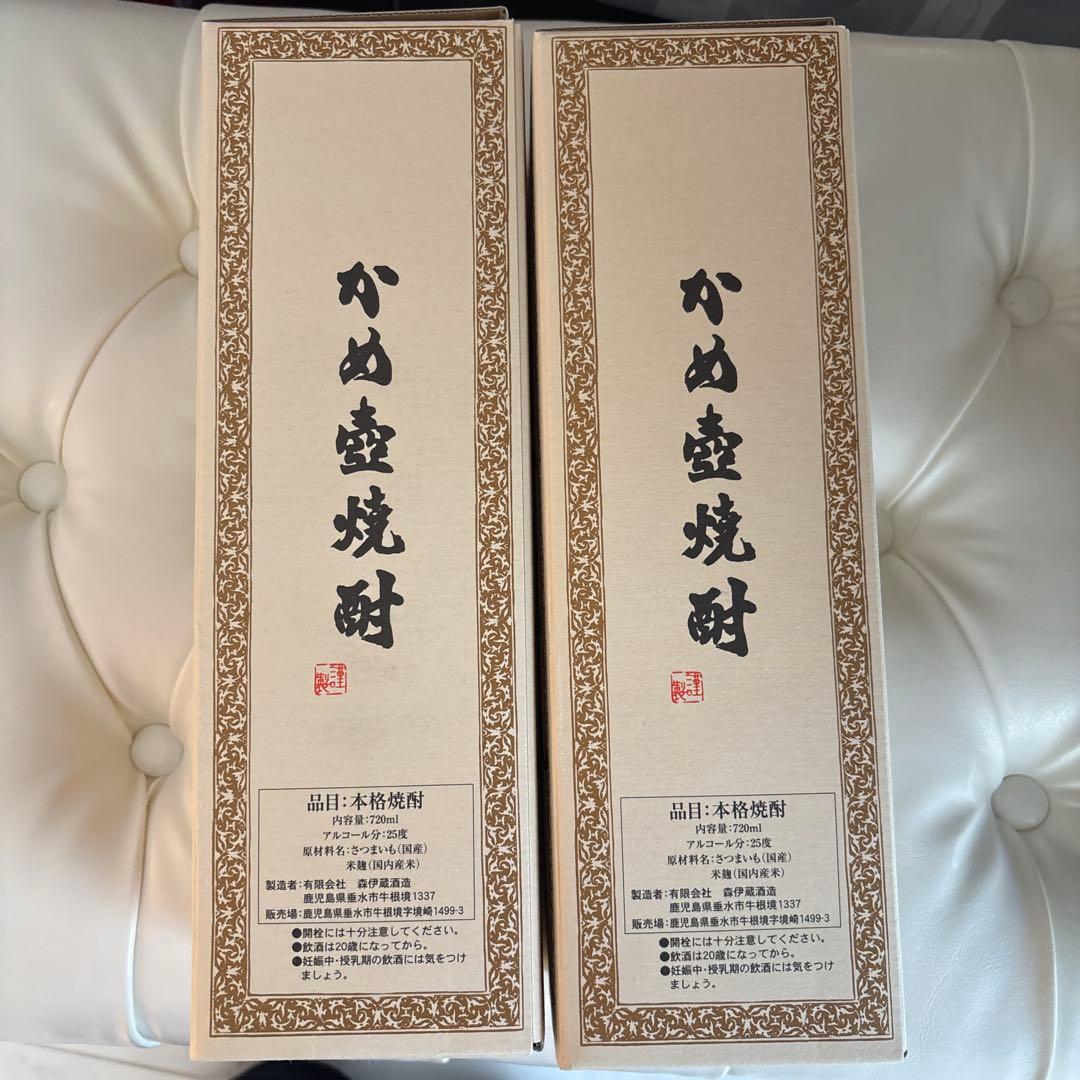 かめ壺焼酎
謹製
品目：本格焼酎
内容量：720ml
アルコール分：25度
原材料名：さつまいも（国産）
米麹（国内産米）
製造者：有限会社　森伊蔵酒造
鹿児島県垂水市牛根境1337
販売場：鹿児島県垂水市牛根境字境崎1499-3
●開栓には十分注意してください。
●飲酒は20歳になってから。
●妊娠中・授乳期の飲酒には気をつけ
ましょう。
かめ壺焼酎
謹製
品目：本格焼酎
内容量：720ml
アルコール分：25度
原材料名：さつまいも（国産）
米麹（国内産米）
製造者：有限会社　森伊蔵酒造
鹿児島県垂水市牛根境1337
販売場：鹿児島県垂水市牛根境字境崎1499-3
●開栓には十分注意してください。
●飲酒は20歳になってから。
●妊娠中・授乳期の飲酒には気をつけ
ましょう。